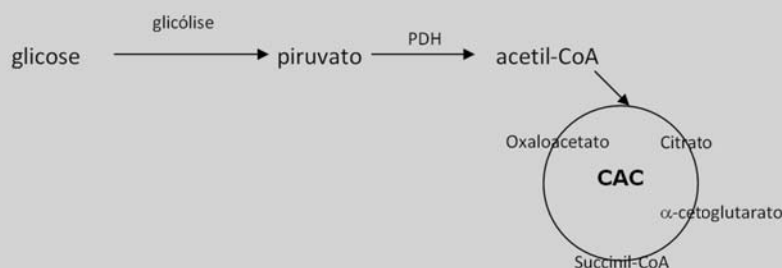 glicólise
PDH
glicose
piruvato
acetil-CoA
Oxaloacetato
Citrato
CAC
α-cetoglutarato
Succinil-CoA